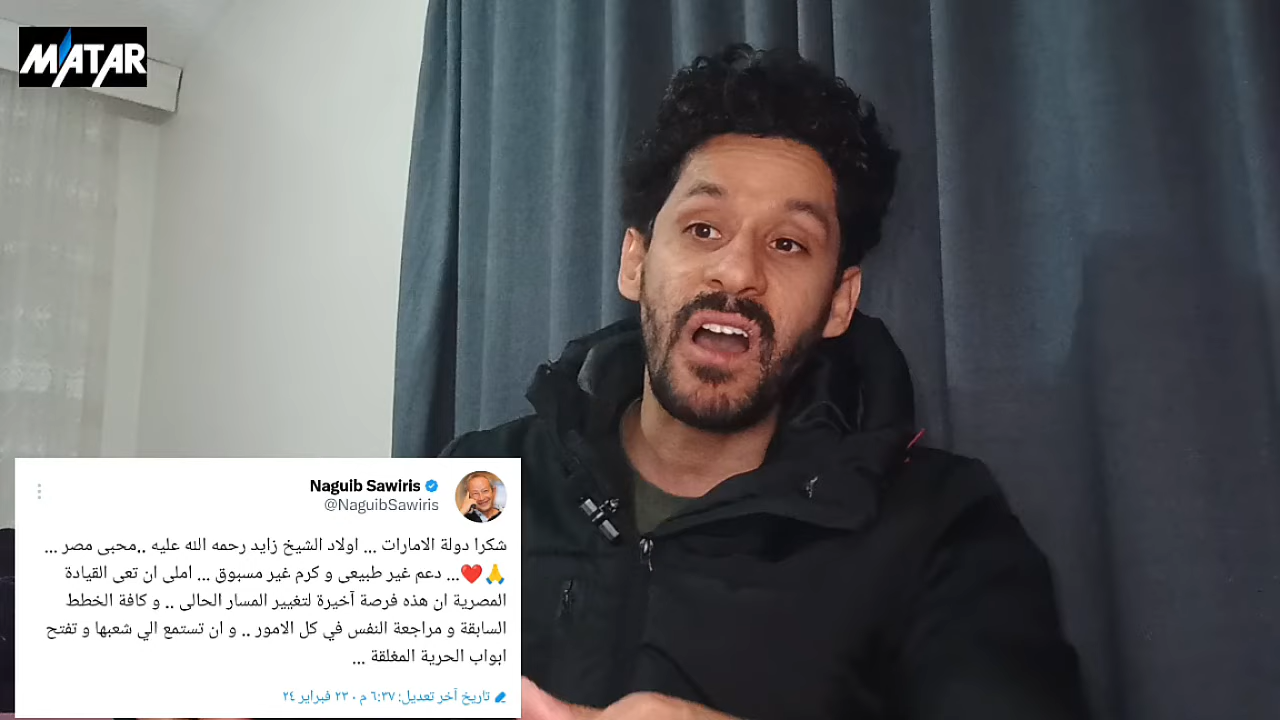 MATAR
Naguib Sawiris
@NaguibSawiris
شكرا دولة الامارات ... اولاد الشيخ زايد رحمه الله عليه ..محبى مصر ...
🙏❤️... دعم غير طبيعى و كرم غير مسبوق ... املى ان تعى القيادة
المصرية ان هذه فرصة آخيرة لتغيير المسار الحالى .. و كافة الخطط
السابقة و مراجعة النفس في كل الامور .. و ان تستمع الي شعبها و تفتح
ابواب الحرية المغلقة ...
تاريخ آخر تعديل: ٦:٣٧ م · ٢٣ فبراير ٢٤